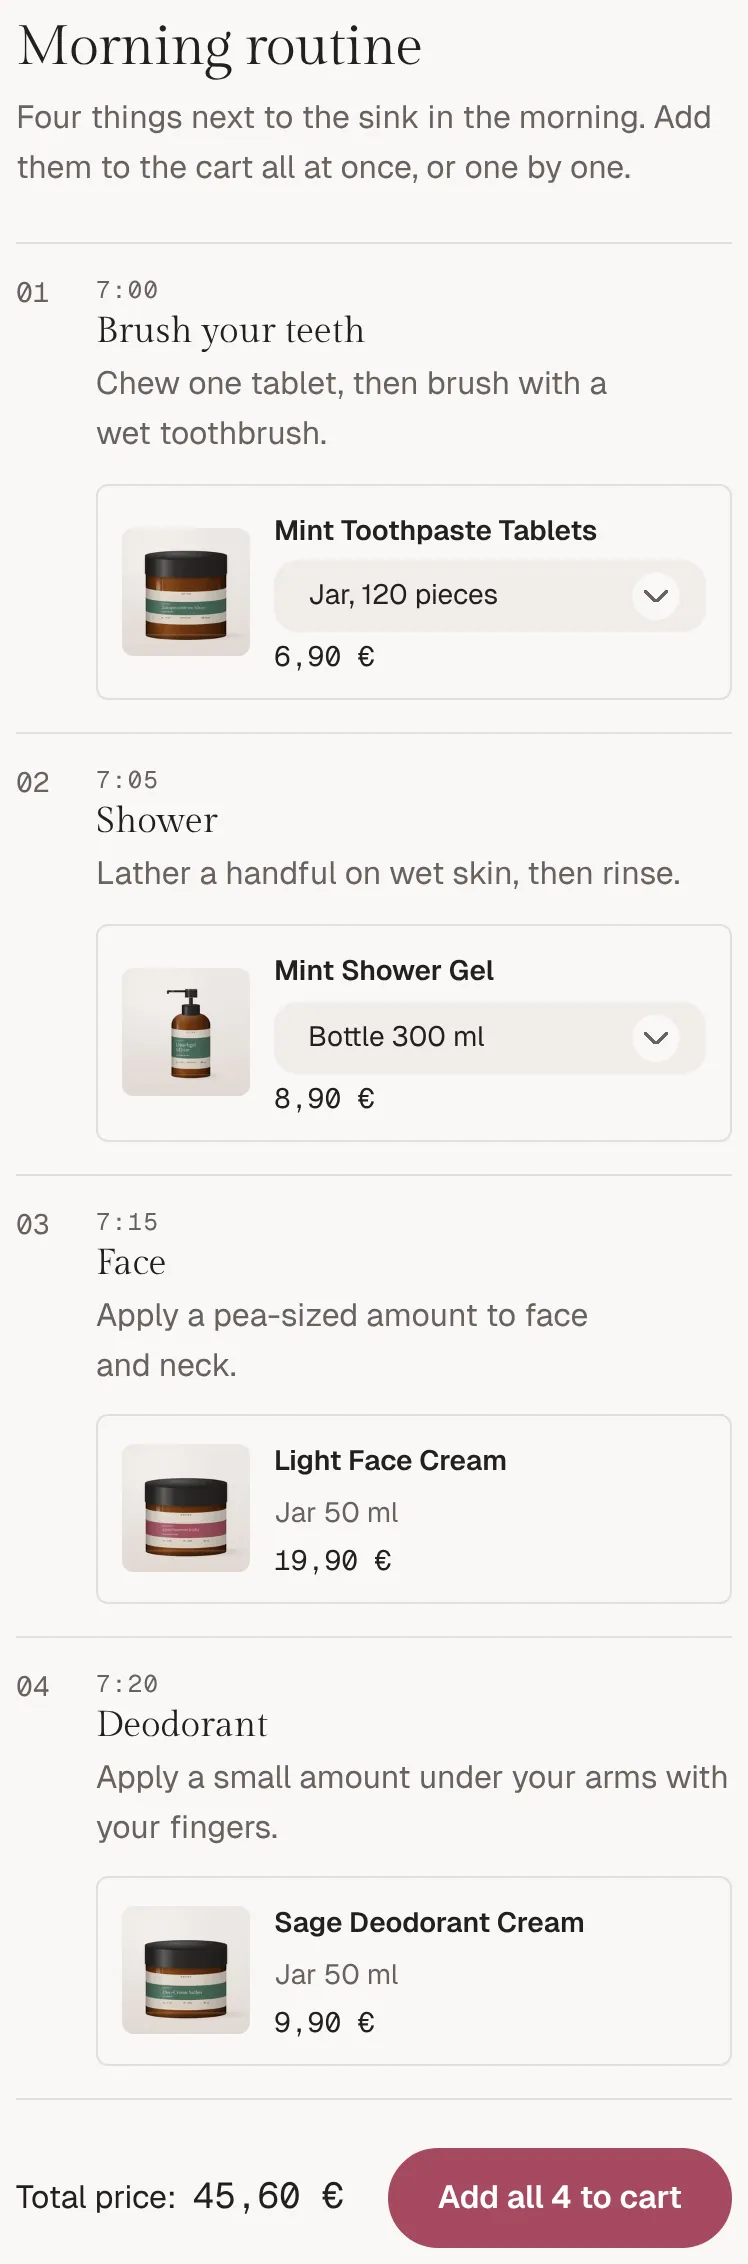 Morning routine
Four things next to the sink in the morning. Add
them to the cart all at once, or one by one.
01
7:00
Brush your teeth
Chew one tablet, then brush with a
wet toothbrush.
Mint Toothpaste Tablets
Jar, 120 pieces
6,90 €
02
7:05
Shower
Lather a handful on wet skin, then rinse.
Mint Shower Gel
Bottle 300 ml
8,90 €
03
7:15
Face
Apply a pea-sized amount to face
and neck.
Light Face Cream
Jar 50 ml
19,90 €
04
7:20
Deodorant
Apply a small amount under your arms with
your fingers.
Sage Deodorant Cream
Jar 50 ml
9,90 €
Total price: 45,60 €
Add all 4 to cart